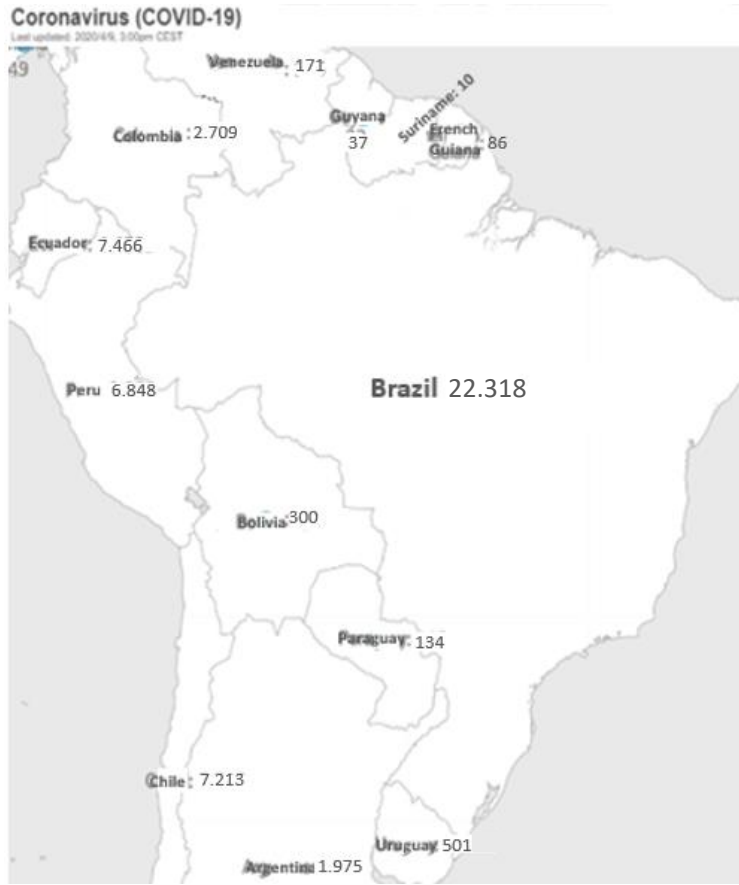 Coronavirus (COVID-19)
Last updated: 2020/4/9, 3:00pm CEST
49
Venezuela: 171
Suriname: 10
Guyana
37
French
Guiana: 86
Colombia : 2.709
Ecuador: 7.466
Peru 6.848
Brazil 22.318
Bolivia:300
Paraguay: 134
Chile : 7.213
Uruguay: 501
Argentina 1.975